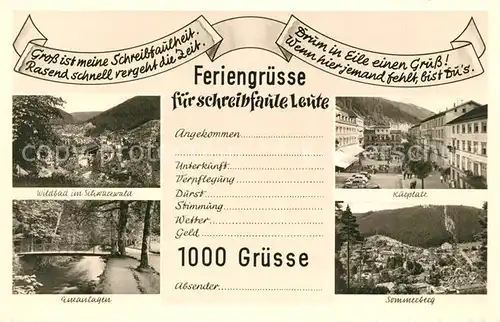 Groß ist meine Schreibfaulheit.
Rasend schnell vergeht die Zeit.
Drum in Eile einen Gruß!
Wenn hier jemand fehlt, bist Du's.
Feriengrüsse
für schreibfaule Leute
Angekommen
Unterkunft
Verpflegung
Durst
Stimmung
Wetter
Geld
1000 Grüsse
Absender
Wildbad im Schwarzwald
Kurplatz
Enzanlagen
Sommerberg